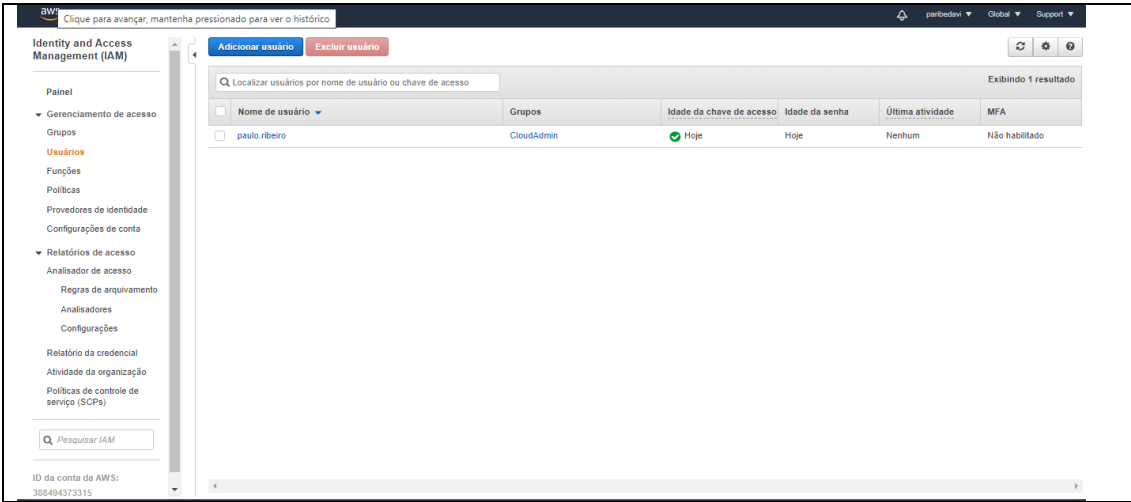 aws
Clique para avançar, mantenha pressionado para ver o histórico
paribedavi
Global
Support
Identity and Access
Management (IAM)
Painel
Gerenciamento de acesso
Grupos
Usuários
Funções
Políticas
Provedores de identidade
Configurações de conta
Relatórios de acesso
Analisador de acesso
Regras de arquivamento
Analisadores
Configurações
Relatório da credencial
Atividade da organização
Políticas de controle de
serviço (SCPs)
Pesquisar IAM
ID da conta da AWS:
388494373315
Adicionar usuário Excluir usuário
Localizar usuários por nome de usuário ou chave de acesso
Exibindo 1 resultado
Nome de usuário Grupos Idade da chave de acesso Idade da senha Última atividade MFA
paulo.ribeiro CloudAdmin Hoje Hoje Nenhum Não habilitado